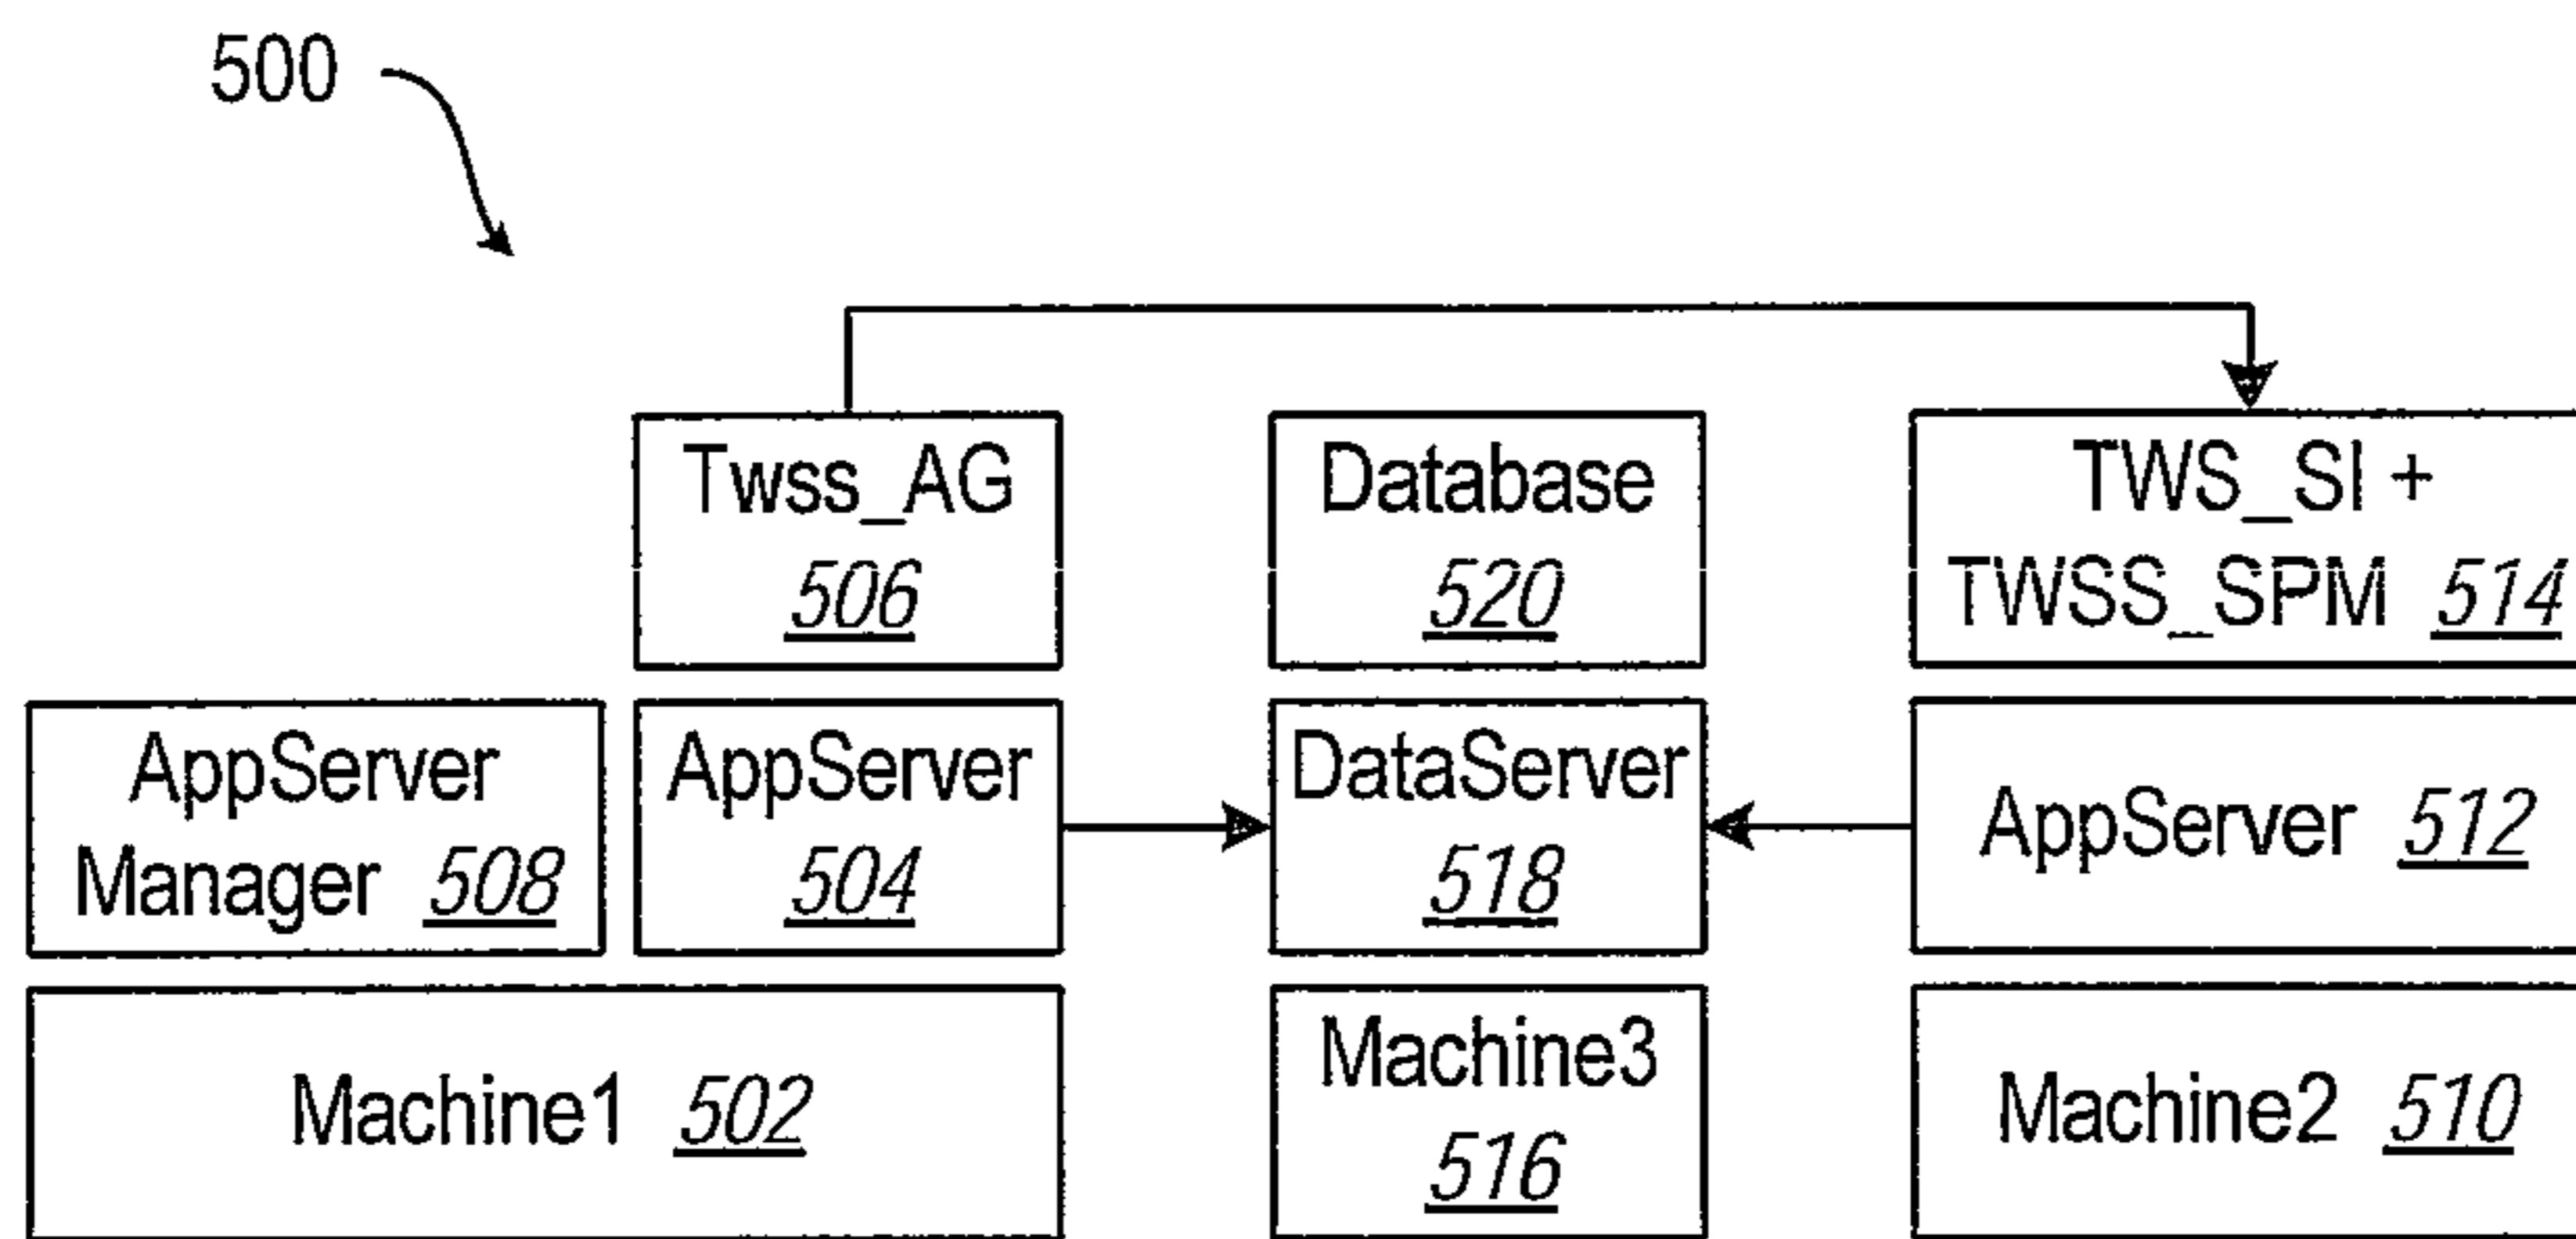 500
Twss_AG
506
Database
520
TWS_SI +
TWSS_SPM 514
AppServer
Manager 508
AppServer
504
DataServer
518
AppServer 512
Machine1 502
Machine3
516
Machine2 510